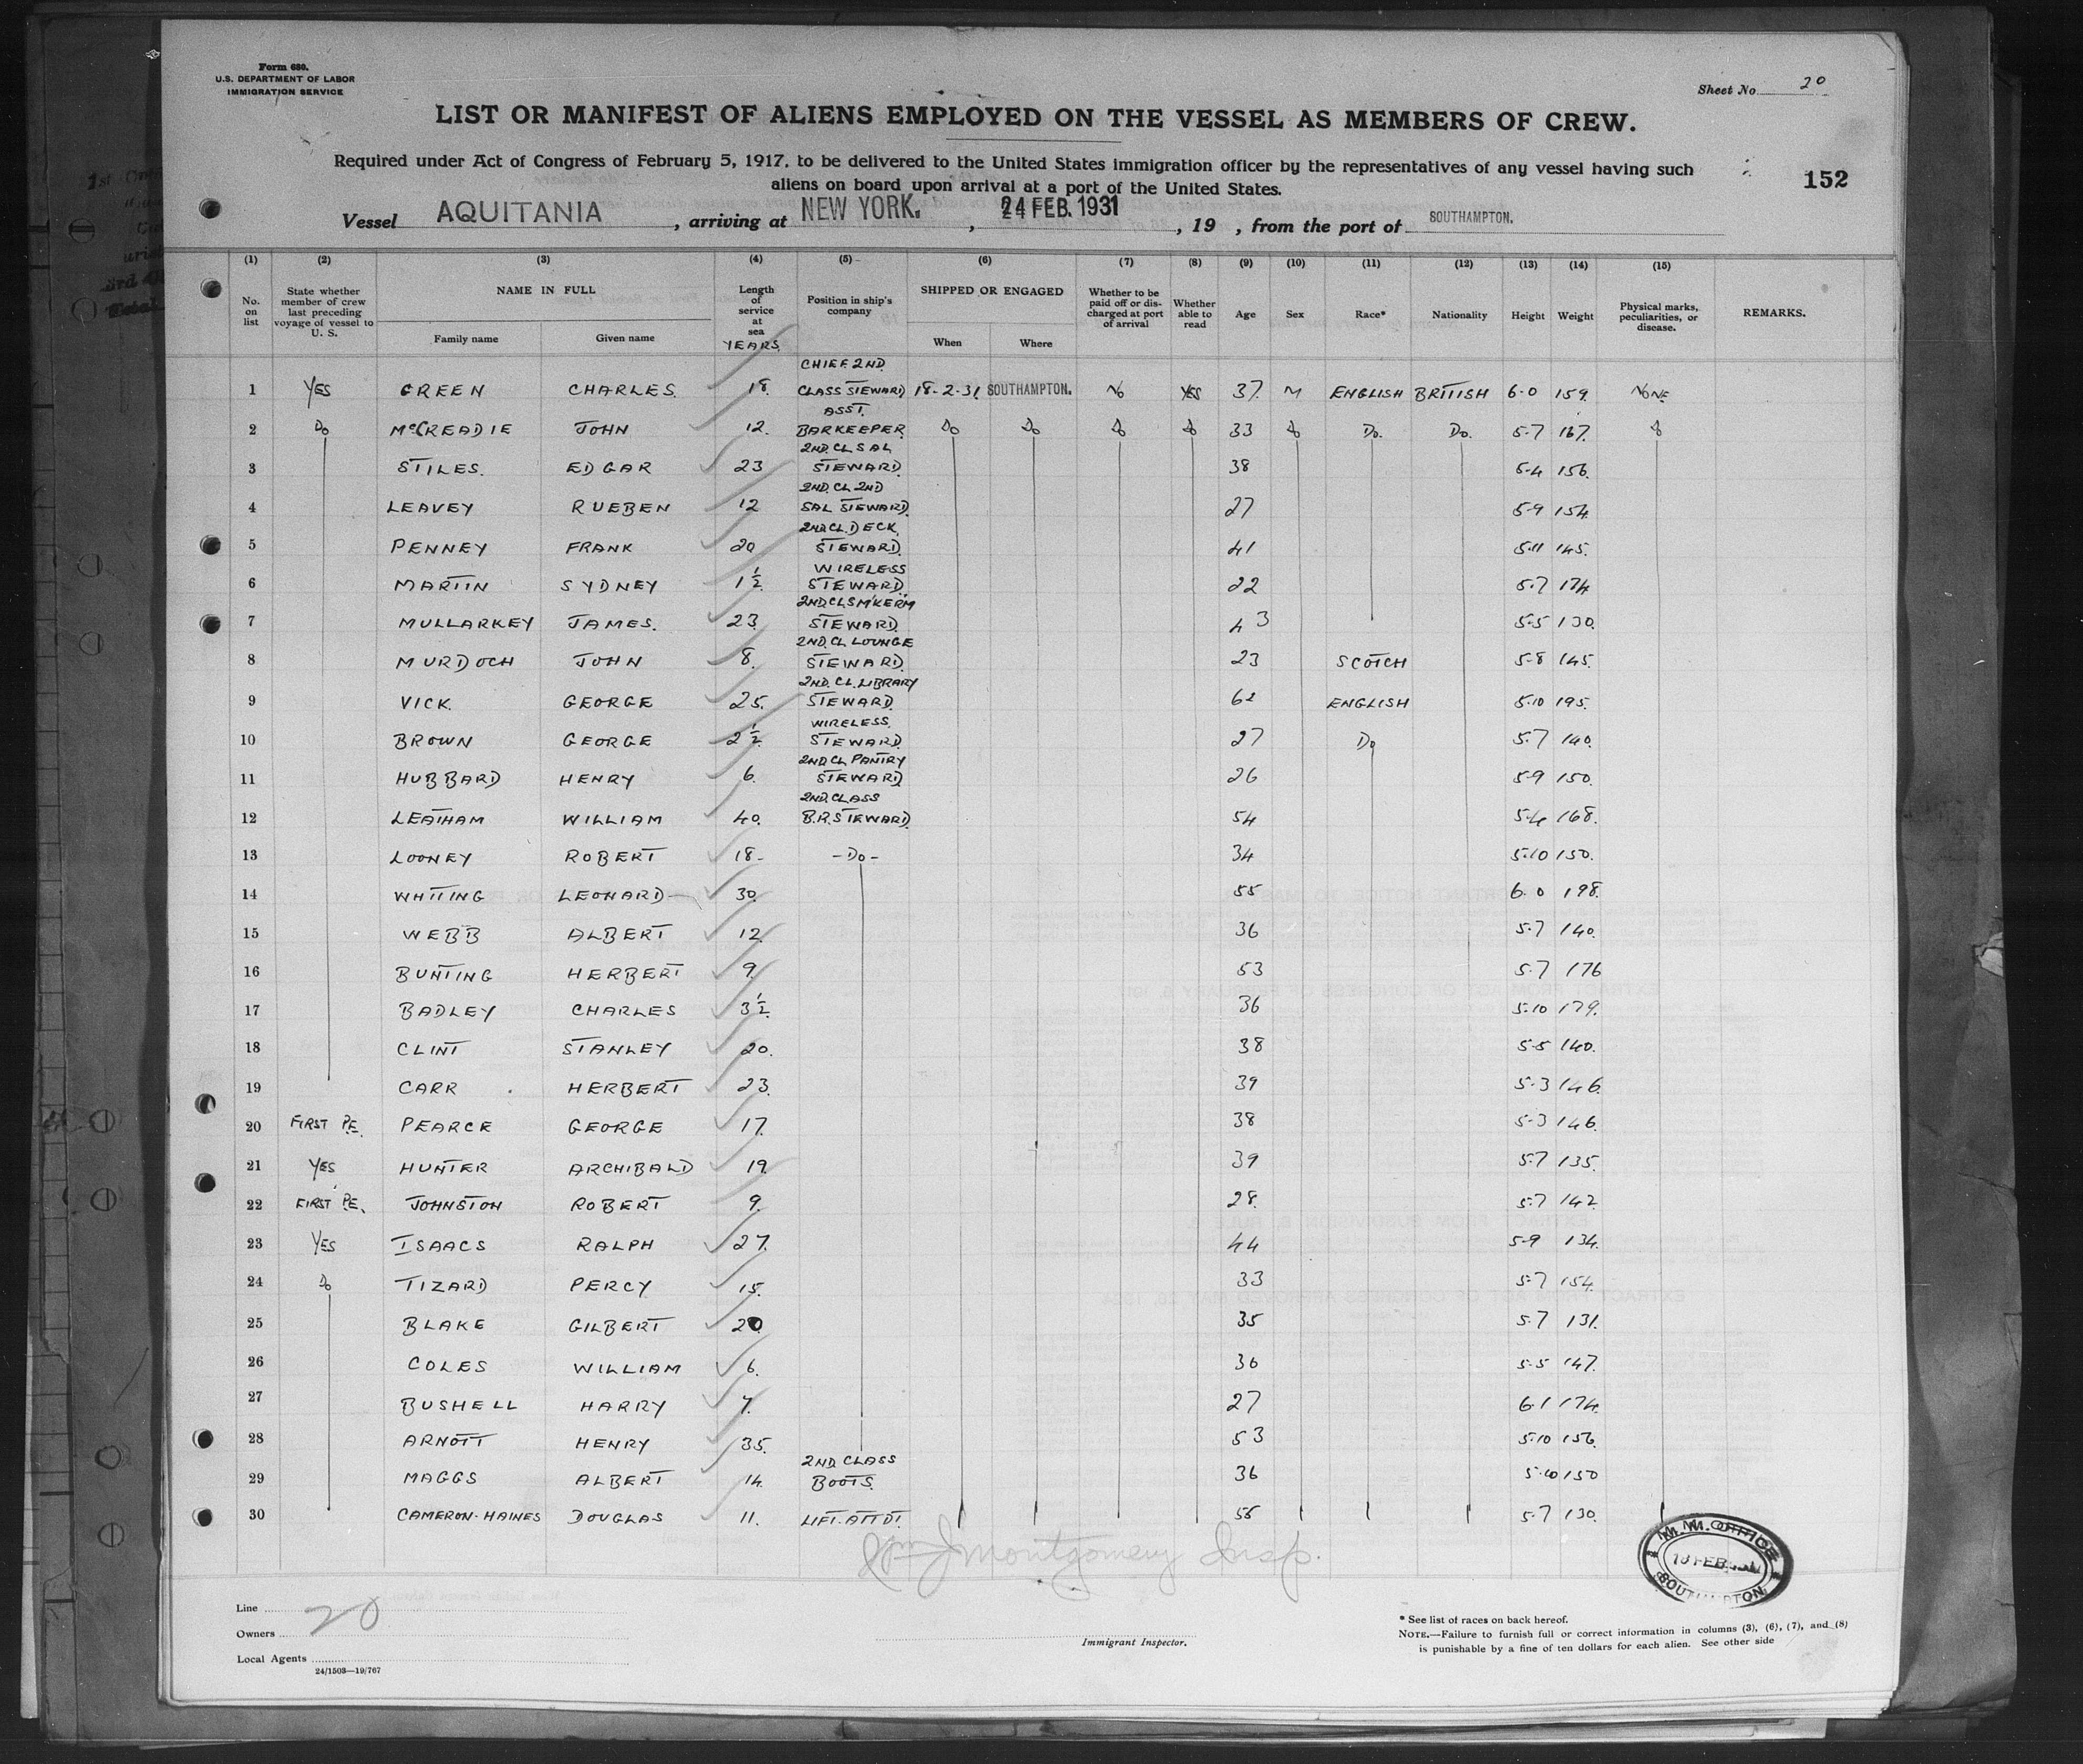 Form 680.
U.S. DEPARTMENT OF LABOR
IMMIGRATION SERVICE
Sheet No. 20
LIST OR MANIFEST OF ALIENS EMPLOYED ON THE VESSEL AS MEMBERS OF CREW.
Required under Act of Congress of February 5, 1917, to be delivered to the United States immigration officer by the representatives of any vessel having such
aliens on board upon arrival at a port of the United States.
152
Vessel AQUITANIA, arriving at NEW YORK., 24 FEB. 1931, 19 , from the port of SOUTHAMPTON.
(1) (2) (3) (4) (5) (6) (7) (8) (9) (10) (11) (12) (13) (14) (15)
No. on list State whether member of crew last preceding voyage of vessel to U. S. NAME IN FULL Family name Given name Length of service at sea YEARS. Position in ship's company SHIPPED OR ENGAGED When Where Whether to be paid off or discharged at port of arrival Whether able to read Age Sex Race* Nationality Height Weight Physical marks, peculiarities, or disease. REMARKS.
1 YES GREEN CHARLES. 18. CHIEF 2ND. CLASS STEWARD 18-2-31. SOUTHAMPTON. NO YES 37. M ENGLISH BRITISH 6-0 159. NONE
2 Do McCREADIE JOHN 12. ASST. BARKEEPER. Do Do Do Do 33 Do Do. Do. 5-7 167. Do
3 STILES. EDGAR 23 2ND. CL SAL STEWARD. 38 5-4 156.
4 LEAVEY RUEBEN 12 2ND. CL 2ND SAL STEWARD. 27 5-9 154.
5 PENNEY FRANK 20 2ND CL. DECK. STEWARD. 41 5-11 145.
6 MARTIN SYDNEY 1½ WIRELESS STEWARD. 22 5-7 174
7 MULLARKEY JAMES. 23. 2ND. CL SM'KERM STEWARD. 43 5-5 130.
8 MURDOCH JOHN 8. 2ND. CL LOUNGE STEWARD. 23 SCOTCH 5-8 145.
9 VICK. GEORGE 25. 2ND. CL. LIBRARY STEWARD. 62 ENGLISH 5-10 195.
10 BROWN GEORGE 2½ WIRELESS. STEWARD. 27 Do 5-7 140.
11 HUBBARD HENRY 6. 2ND CL PANTRY STEWARD. 26 5-9 150.
12 LEATHAM WILLIAM 40. 2ND. CLASS B.R. STEWARD. 54 5-4 168.
13 LOONEY ROBERT 18- -Do- 34 5-10 150.
14 WHITING LEONARD 30. 55 6-0 198.
15 WEBB ALBERT 12. 36 5-7 140.
16 BUNTING HERBERT 9. 53 5-7 176
17 BADLEY CHARLES 3½. 36 5-10 179.
18 CLINT STANLEY 20. 38 5-5 140.
19 CARR HERBERT 23. 39 5-3 146.
20 FIRST P.E. PEARCE GEORGE 17. 38 5-3 146.
21 YES HUNTER ARCHIBALD 19. 39 5-7 135.
22 FIRST P.E. JOHNSTON ROBERT 9. 28. 5-7 142
23 YES ISAACS RALPH 27. 44 5-9 134.
24 Do TIZARD PERCY 15. 33 5-7 154.
25 BLAKE GILBERT 20. 35 5-7 131.
26 COLES WILLIAM 6. 36 5-5 147.
27 BUSHELL HARRY 7. 27 6-1 174.
28 ARNOTT HENRY 35. 53 5-10 156.
29 MAGGS ALBERT 14. 2ND CLASS BOOTS. 36 5-10 150
30 CAMERON-HAINES DOUGLAS 11. LIFT. ATTDT. 5-7 130.
Montgomery Insp.
M.M. OFFICE
FEB
SOUTHAMPTON
Line 20
Owners
Local Agents
24/1503—19/767
Immigrant Inspector.
* See list of races on back hereof.
NOTE.—Failure to furnish full or correct information in columns (3), (6), (7), and (8)
is punishable by a fine of ten dollars for each alien. See other side